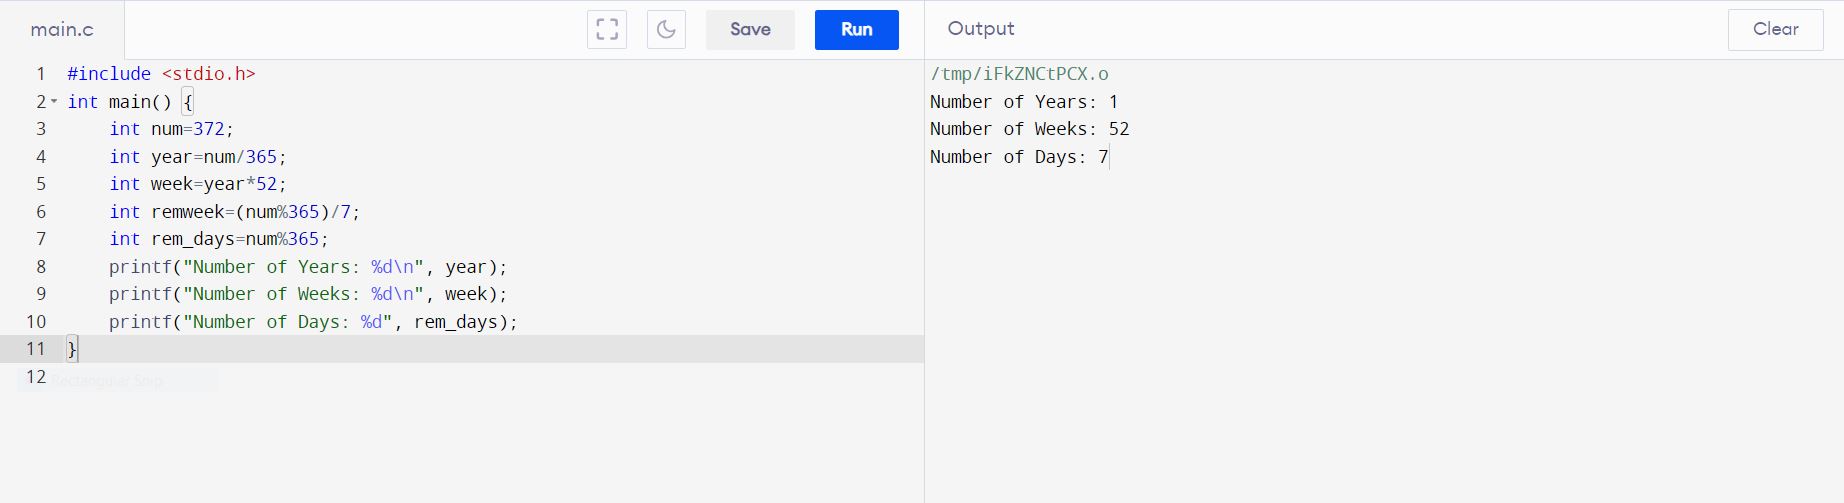 main.c
Save
Run
Output
Clear
1 #include <stdio.h>
2 int main() {
3 int num=372;
4 int year=num/365;
5 int week=year*52;
6 int remweek=(num%365)/7;
7 int rem_days=num%365;
8 printf("Number of Years: %d\n", year);
9 printf("Number of Weeks: %d\n", week);
10 printf("Number of Days: %d", rem_days);
11 }
12
Rectangular Snip
/tmp/iFkZNCtPCX.o
Number of Years: 1
Number of Weeks: 52
Number of Days: 7